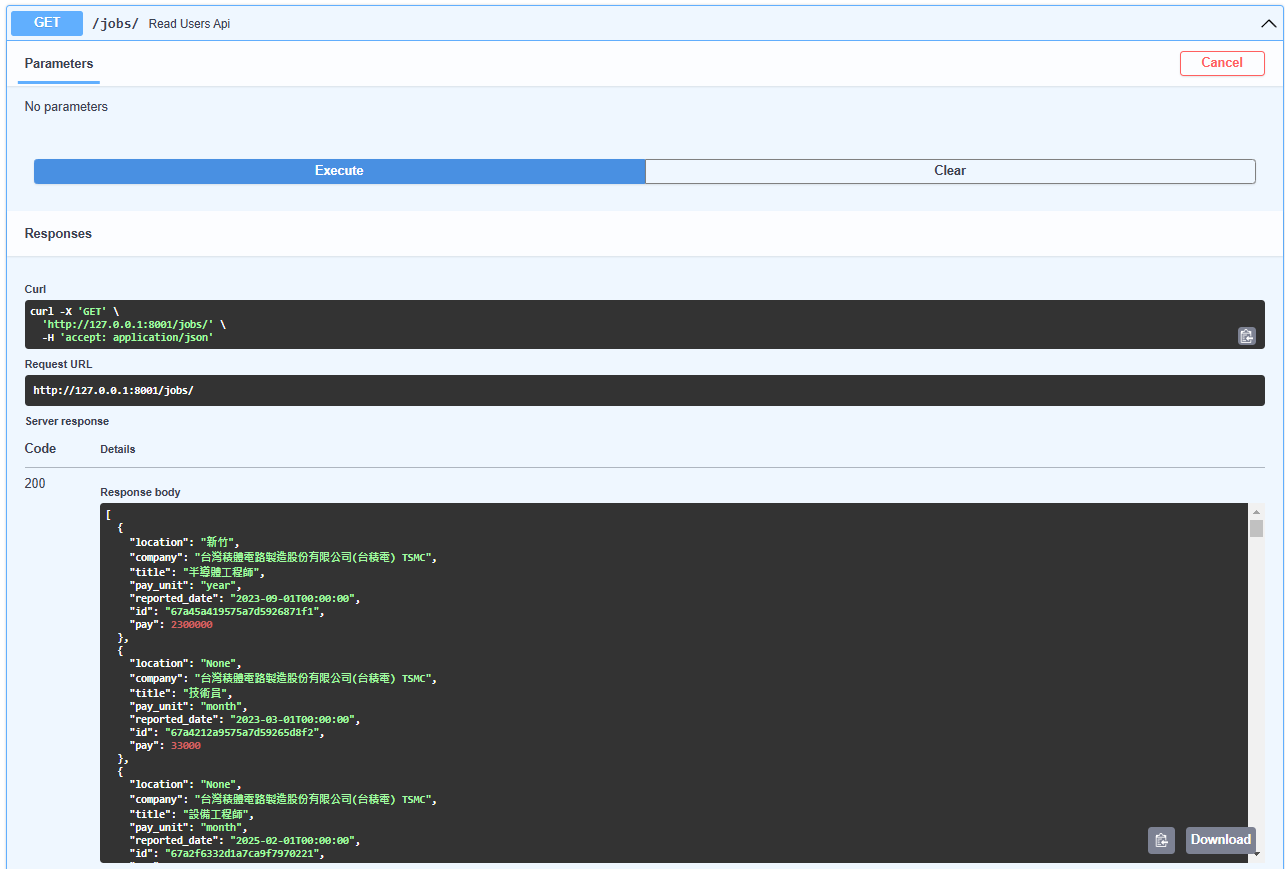 GET /jobs/ Read Users Api
Parameters
Cancel
No parameters
Execute
Clear
Responses
Curl
curl -X 'GET' \
'http://127.0.0.1:8001/jobs/' \
-H 'accept: application/json'
Request URL
http://127.0.0.1:8001/jobs/
Server response
Code Details
200
Response body
[
{
"location": "新竹",
"company": "台灣積體電路製造股份有限公司(台積電) TSMC",
"title": "半導體工程師",
"pay_unit": "year",
"reported_date": "2023-09-01T00:00:00",
"id": "67a45a419575a7d5926871f1",
"pay": 2300000
},
{
"location": "None",
"company": "台灣積體電路製造股份有限公司(台積電) TSMC",
"title": "技術員",
"pay_unit": "month",
"reported_date": "2023-03-01T00:00:00",
"id": "67a4212a9575a7d59265d8f2",
"pay": 33000
},
{
"location": "None",
"company": "台灣積體電路製造股份有限公司(台積電) TSMC",
"title": "設備工程師",
"pay_unit": "month",
"reported_date": "2025-02-01T00:00:00",
"id": "67a2f6332d1a7ca9f7970221",
Download